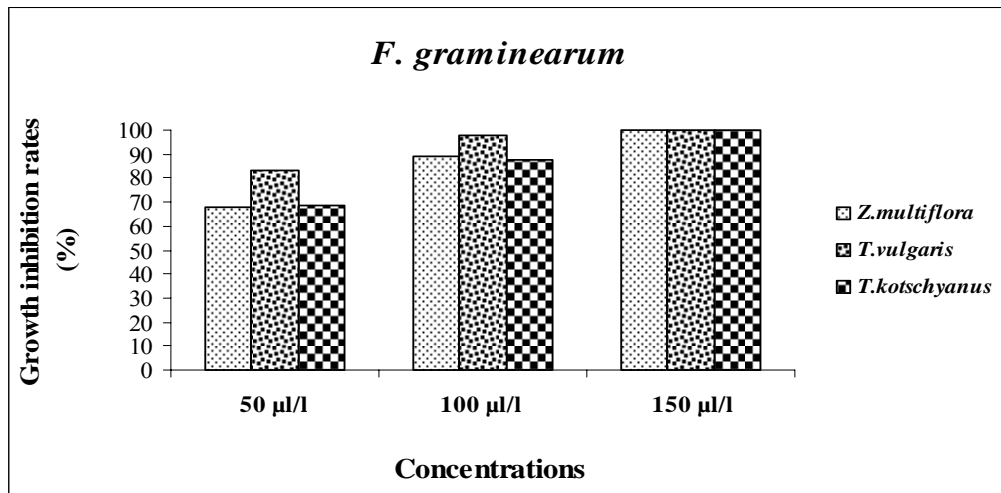 F. graminearum
Growth inhibition rates
(%)
100
90
80
70
60
50
40
30
20
10
0
50 µl/l
100 µl/l
150 µl/l
Concentrations
Z.multiflora
T.vulgaris
T.kotschyanus